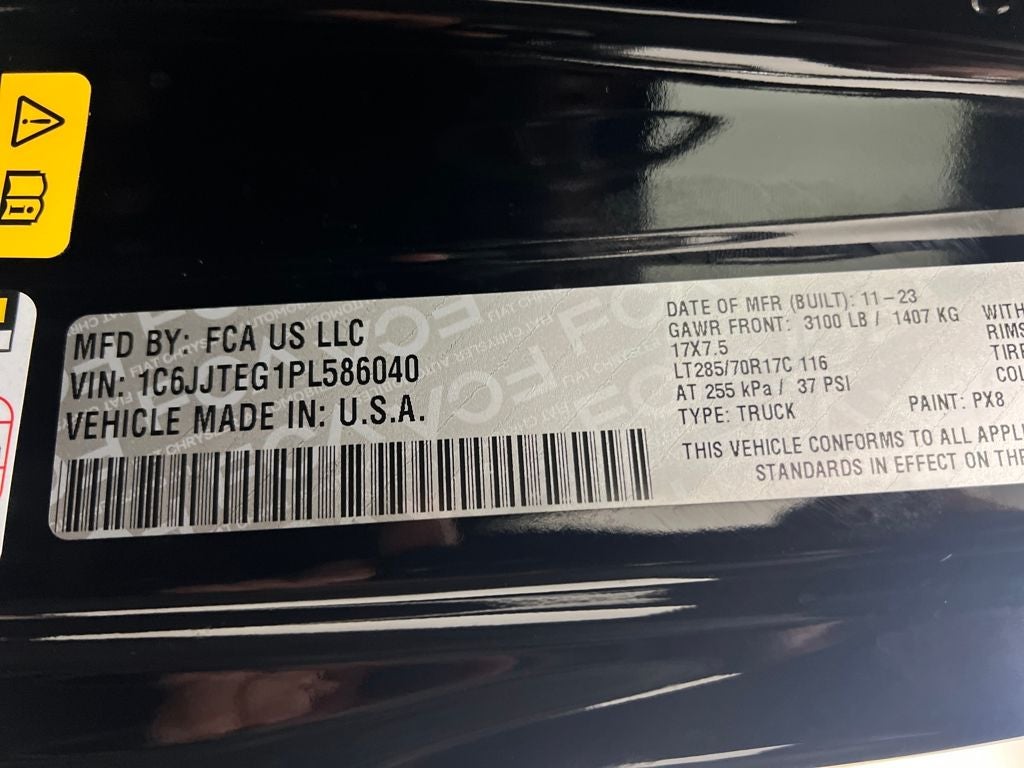 MFD BY: FCA US LLC
VIN: 1C6JJTEG1PL586040
VEHICLE MADE IN: U.S.A.
DATE OF MFR (BUILT): 11-23
GAWR FRONT: 3100 LB / 1407 KG
17X7.5
LT285/70R17C 116
AT 255 kPa / 37 PSI
TYPE: TRUCK
PAINT: PX8
THIS VEHICLE CONFORMS TO ALL
STANDARDS IN EFFECT ON
WITH
RIMS